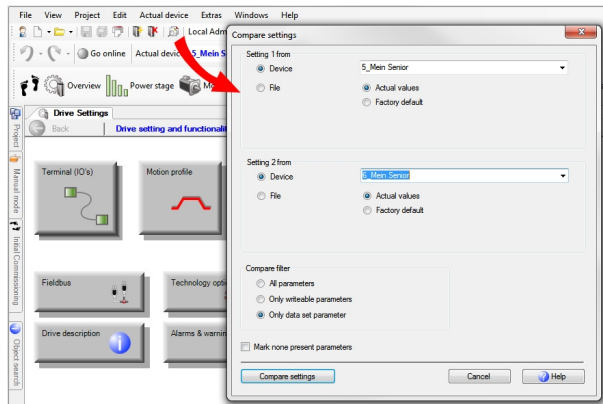 File View Project Edit Actual device Extras Windows Help
Local Adm
Go online Actual device 5_Mein S
Overview Power stage M
Drive Settings
Back Drive setting and functionali
Project
Manual mode
Initial Commissioning
Object search
Terminal (IO's) Motion profile
Fieldbus Technology opti
Drive description Alarms & warnin
Compare settings
Setting 1 from
Device 5_Mein Senior
File Actual values
Factory default
Setting 2 from
Device 6_Mein Senior
File Actual values
Factory default
Compare filter
All parameters
Only writeable parameters
Only data set parameter
Mark none present parameters
Compare settings Cancel Help